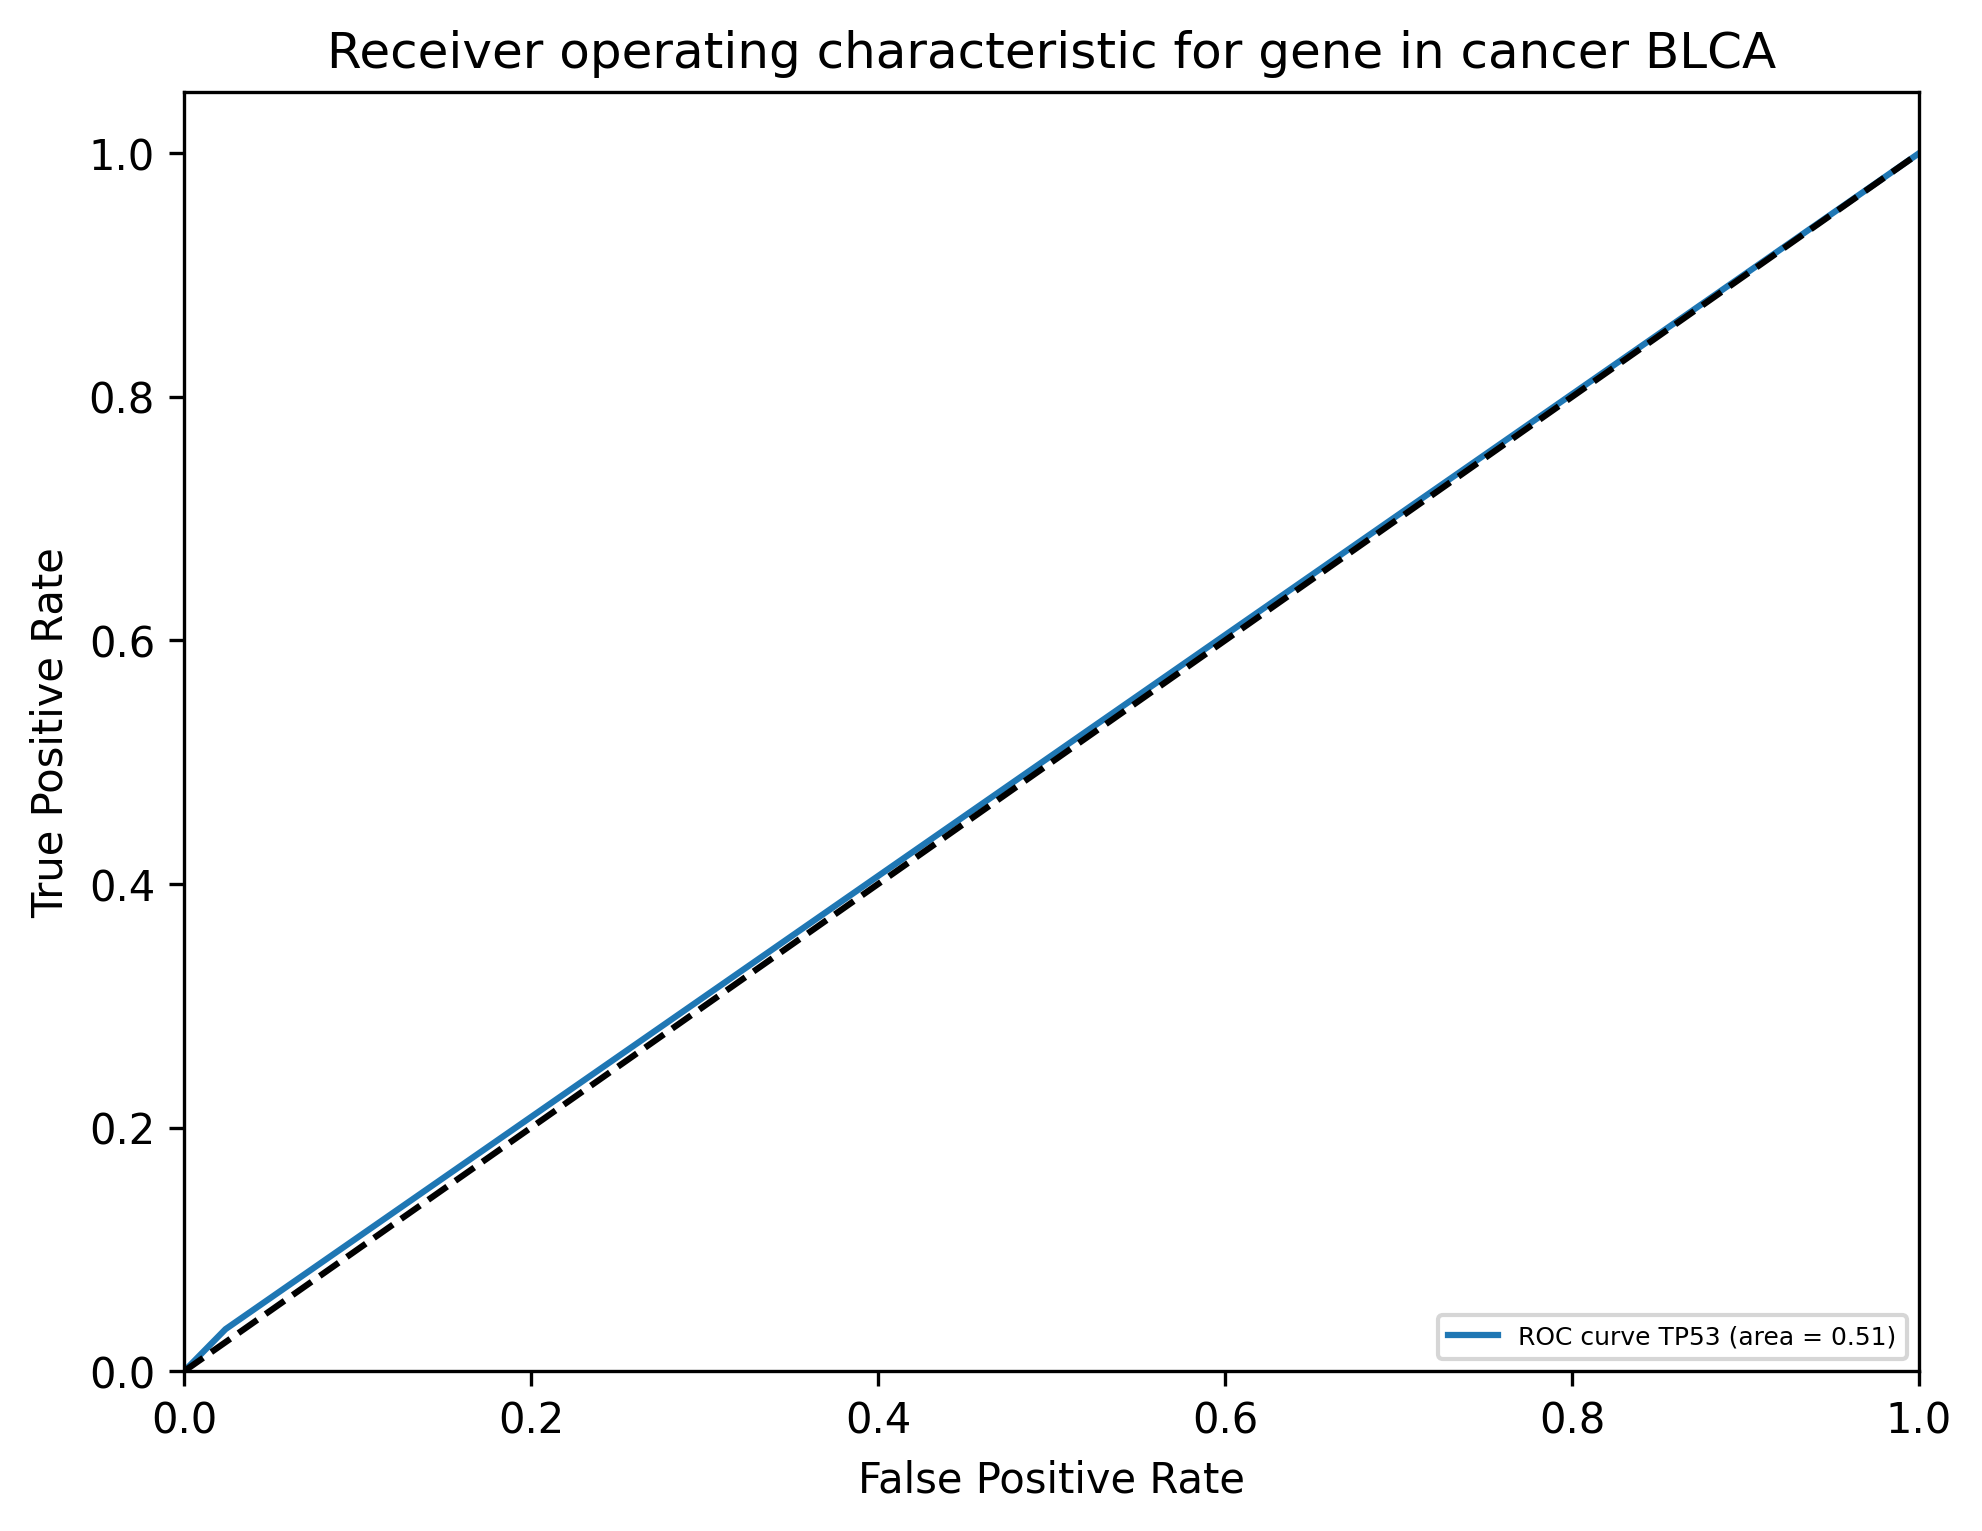 Receiver operating characteristic for gene in cancer BLCA
1.0
0.8
0.6
0.4
0.2
0.0
True Positive Rate
ROC curve TP53 (area = 0.51)
0.0 0.2 0.4 0.6 0.8 1.0
False Positive Rate